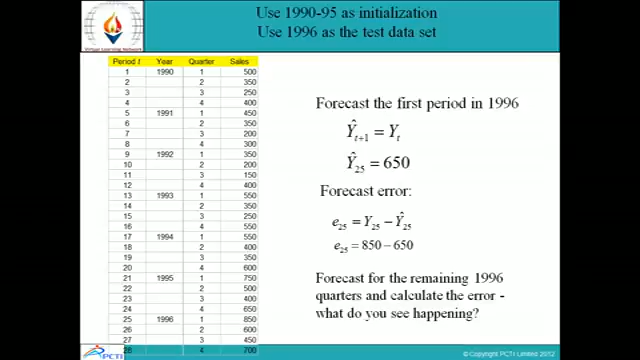 Use 1990-95 as initialization
Use 1996 as the test data set
Virtual Learning Network
Period t Year Quarter Sales
1 1990 1 500
2 2 350
3 3 250
4 4 400
5 1991 1 450
6 2 350
7 3 200
8 4 300
9 1992 1 350
10 2 200
11 3 150
12 4 400
13 1993 1 550
14 2 350
15 3 250
16 4 550
17 1994 1 550
18 2 400
19 3 350
20 4 600
21 1995 1 750
22 2 500
23 3 400
24 4 650
25 1996 1 850
26 2 600
27 3 450
28 4 700
Forecast the first period in 1996
Ŷₜ₊₁ = Yₜ
Ŷ₂₅ = 650
Forecast error:
e₂₅ = Y₂₅ − Ŷ₂₅
e₂₅ = 850 − 650
Forecast for the remaining 1996
quarters and calculate the error -
what do you see happening?
PCTI
© Copyright PCTI Limited 2012